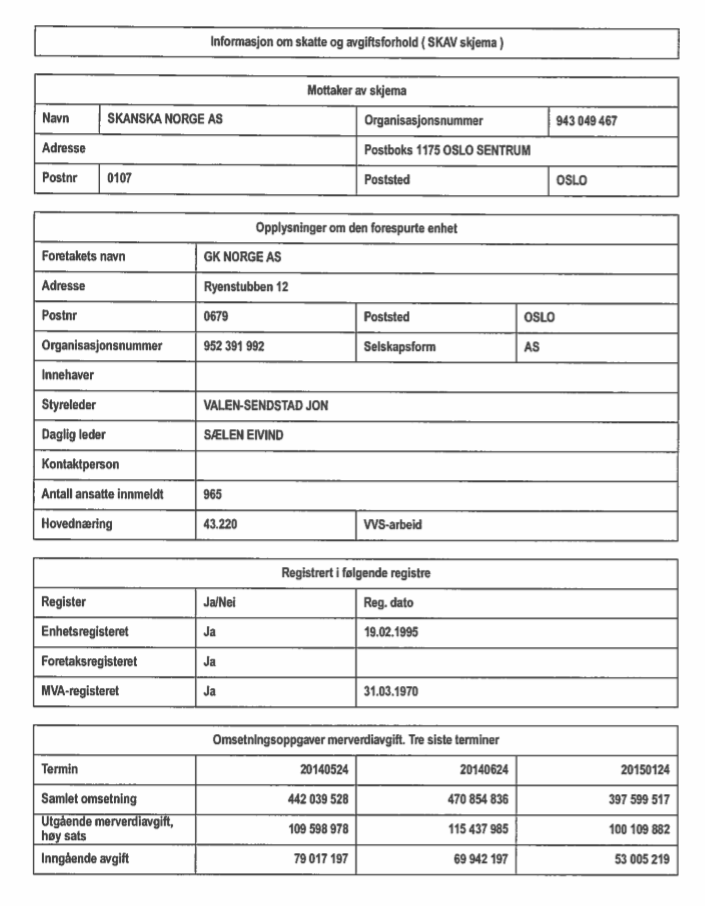 Informasjon om skatte og avgiftsforhold ( SKAV skjema )
Mottaker av skjema
Navn SKANSKA NORGE AS Organisasjonsnummer 943 049 467
Adresse Postboks 1175 OSLO SENTRUM
Postnr 0107 Poststed OSLO
Opplysninger om den forespurte enhet
Foretakets navn GK NORGE AS
Adresse Ryenstubben 12
Postnr 0679 Poststed OSLO
Organisasjonsnummer 952 391 992 Selskapsform AS
Innehaver
Styreleder VALEN-SENDSTAD JON
Daglig leder SÆLEN EIVIND
Kontaktperson
Antall ansatte innmeldt 965
Hovednæring 43.220 VVS-arbeid
Registrert i følgende registre
Register Ja/Nei Reg. dato
Enhetsregisteret Ja 19.02.1995
Foretaksregisteret Ja
MVA-registeret Ja 31.03.1970
Omsetningsoppgaver merverdiavgift. Tre siste terminer
Termin 20140524 20140624 20150124
Samlet omsetning 442 039 528 470 854 836 397 599 517
Utgående merverdiavgift,
høy sats 109 598 978 115 437 985 100 109 882
Inngående avgift 79 017 197 69 942 197 53 005 219